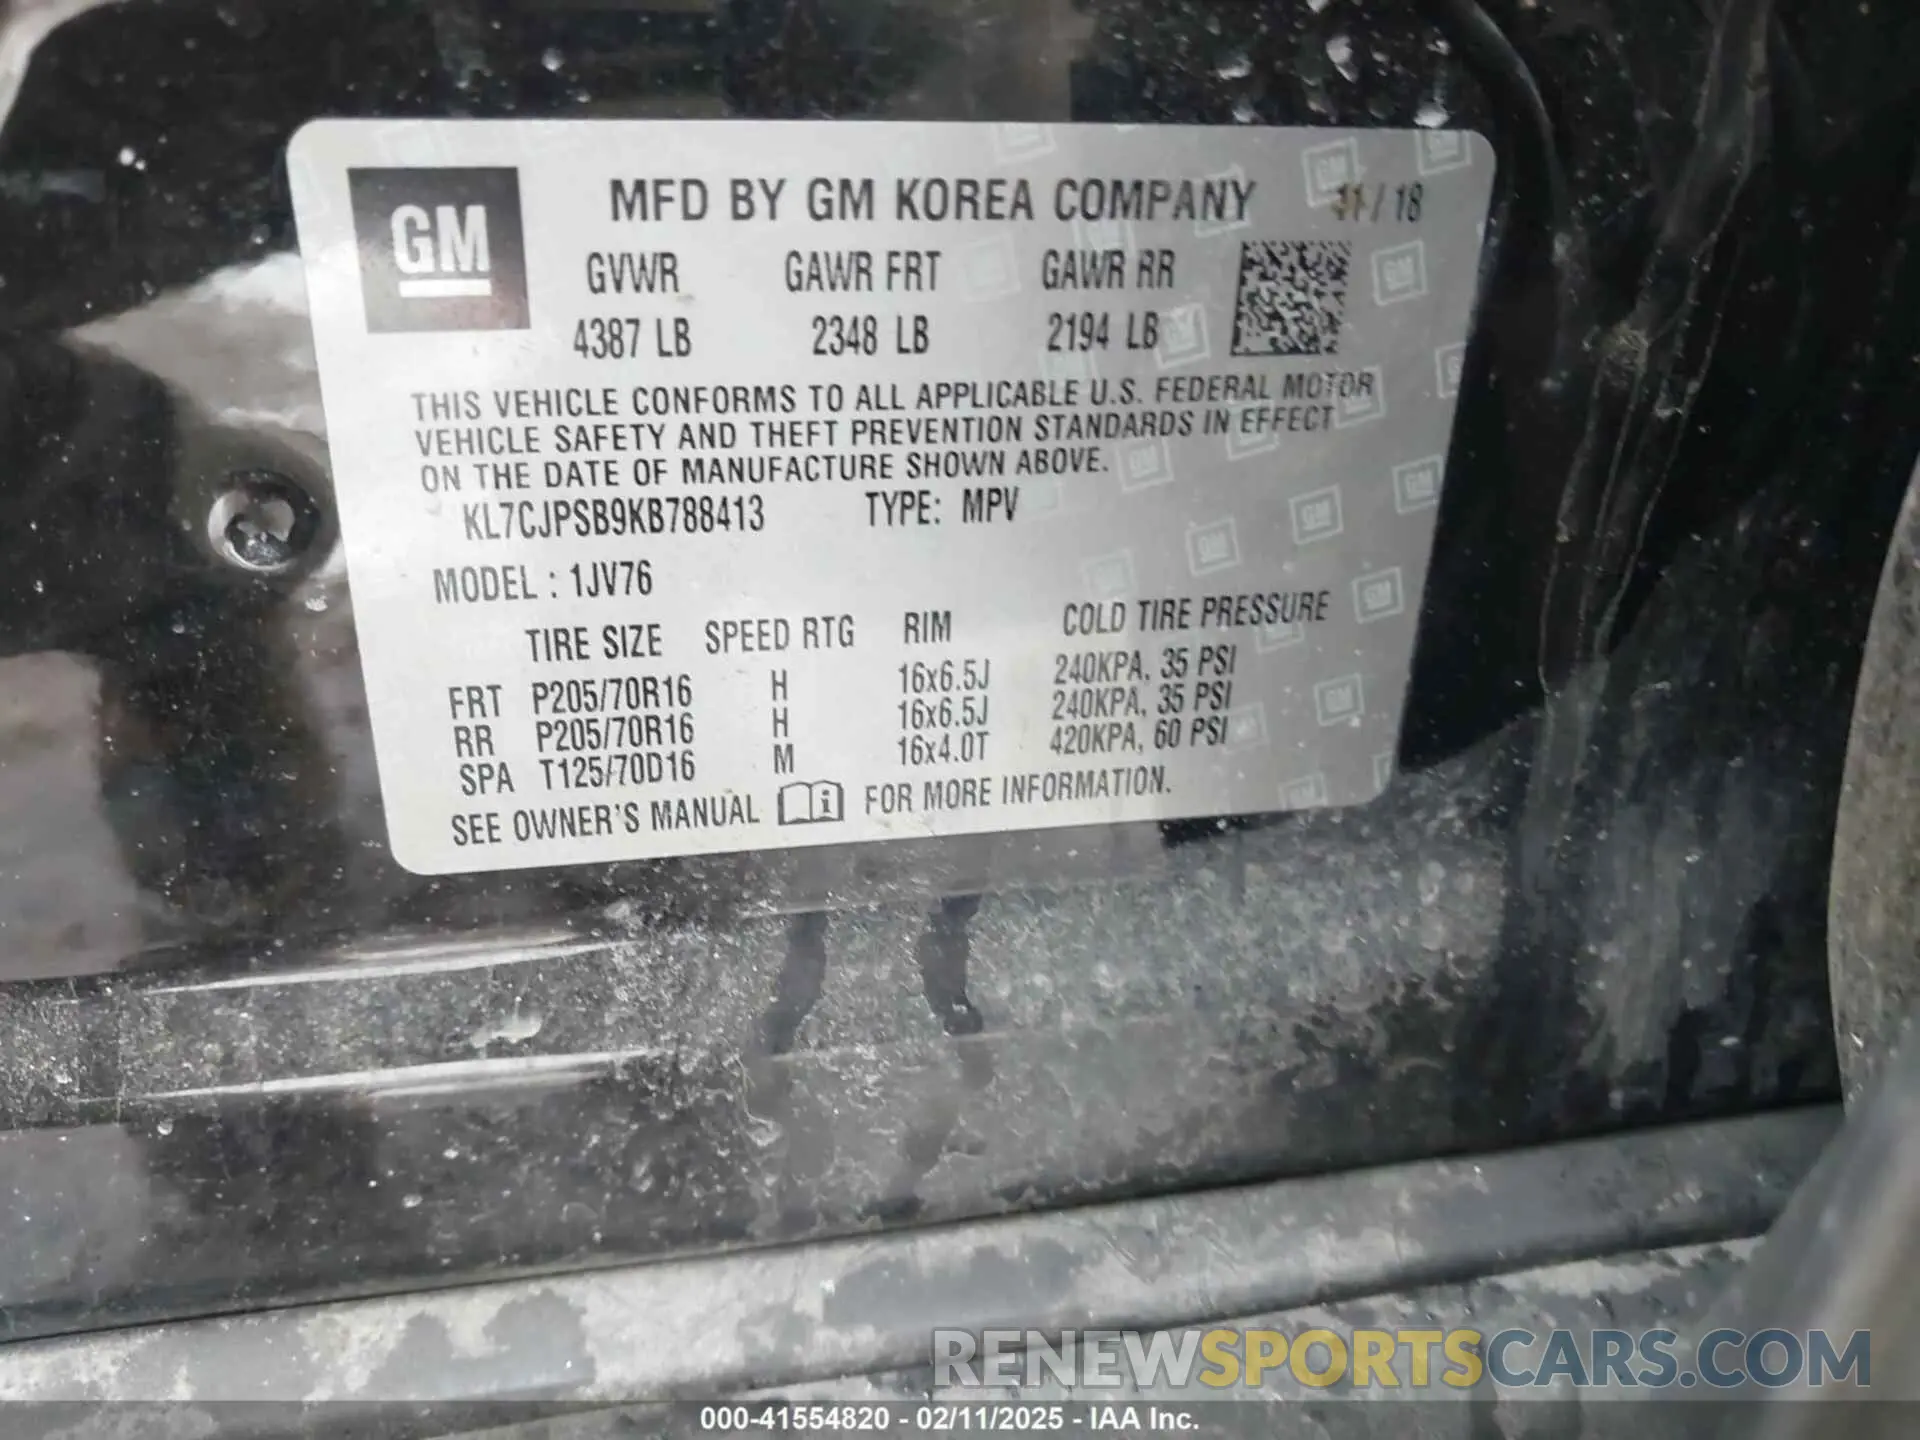 GM
MFD BY GM KOREA COMPANY 11/18
GVWR GAWR FRT GAWR RR
4387 LB 2348 LB 2194 LB
THIS VEHICLE CONFORMS TO ALL APPLICABLE U.S. FEDERAL MOTOR
VEHICLE SAFETY AND THEFT PREVENTION STANDARDS IN EFFECT
ON THE DATE OF MANUFACTURE SHOWN ABOVE.
KL7CJPSB9KB788413 TYPE: MPV
MODEL : 1JV76
TIRE SIZE SPEED RTG RIM COLD TIRE PRESSURE
FRT P205/70R16 H 16x6.5J 240KPA, 35 PSI
RR P205/70R16 H 16x6.5J 240KPA, 35 PSI
SPA T125/70D16 M 16x4.0T 420KPA, 60 PSI
SEE OWNER'S MANUAL FOR MORE INFORMATION.
RENEWSPORTSCARS.COM
000-41554820 - 02/11/2025 - IAA Inc.